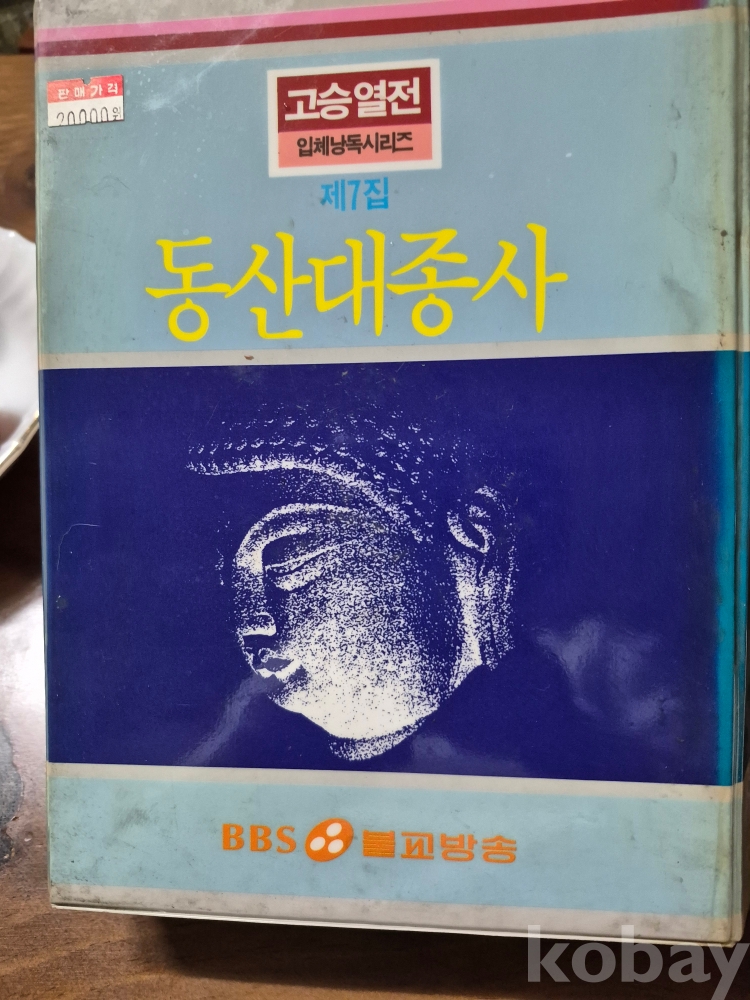 판매가격
20000원
고승열전
입체낭독시리즈
제7집
동산대종사
BBS 불교방송
kobay